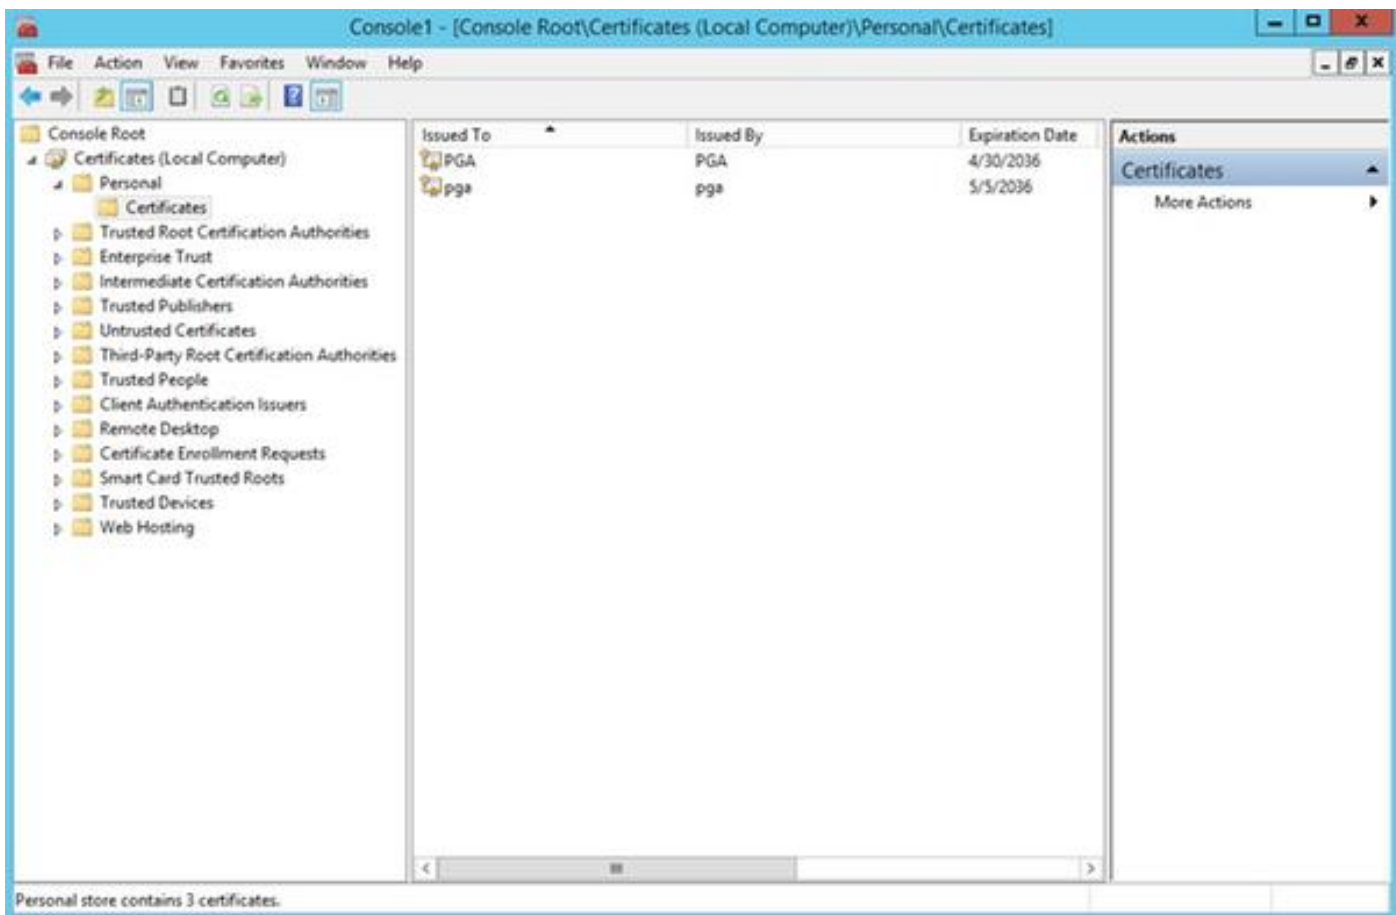 Console1 - [Console Root\Certificates (Local Computer)\Personal\Certificates]
File Action View Favorites Window Help
Console Root
Certificates (Local Computer)
Personal
Certificates
Trusted Root Certification Authorities
Enterprise Trust
Intermediate Certification Authorities
Trusted Publishers
Untrusted Certificates
Third-Party Root Certification Authorities
Trusted People
Client Authentication Issuers
Remote Desktop
Certificate Enrollment Requests
Smart Card Trusted Roots
Trusted Devices
Web Hosting
Issued To Issued By Expiration Date
PGA PGA 4/30/2036
pga pga 5/5/2036
Actions
Certificates
More Actions
Personal store contains 3 certificates.